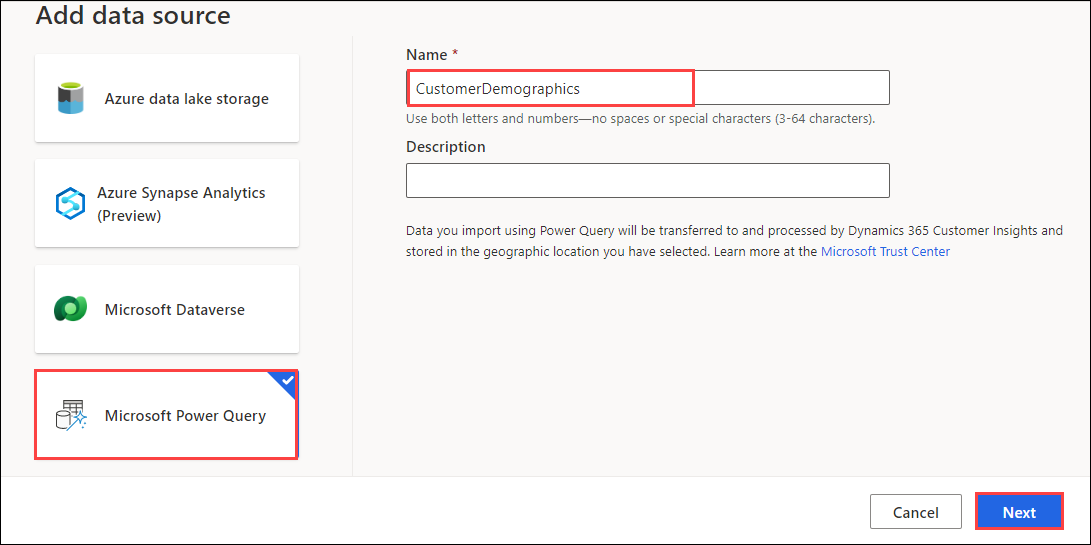 Add data source
Azure data lake storage
Azure Synapse Analytics
(Preview)
Microsoft Dataverse
Microsoft Power Query
Name *
CustomerDemographics
Use both letters and numbers—no spaces or special characters (3-64 characters).
Description
Data you import using Power Query will be transferred to and processed by Dynamics 365 Customer Insights and
stored in the geographic location you have selected. Learn more at the Microsoft Trust Center
Cancel
Next